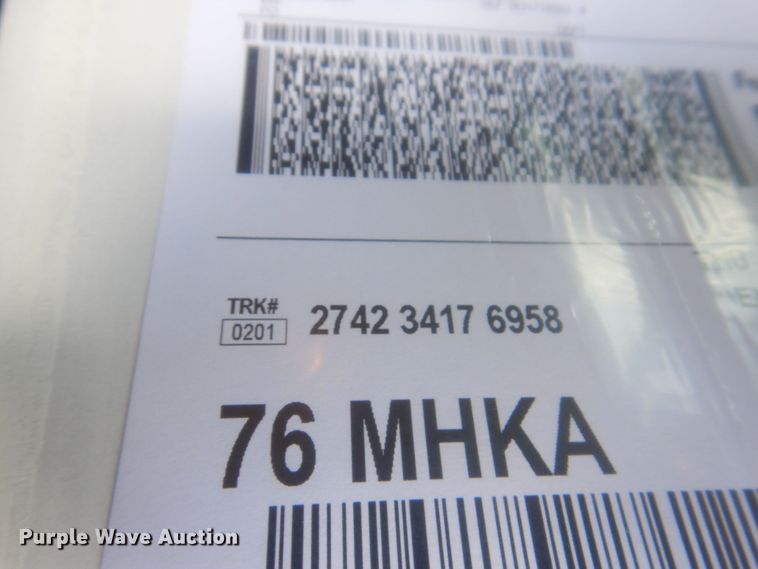 TRK#
0201
2742 3417 6958
76 MHKA
Purple Wave Auction